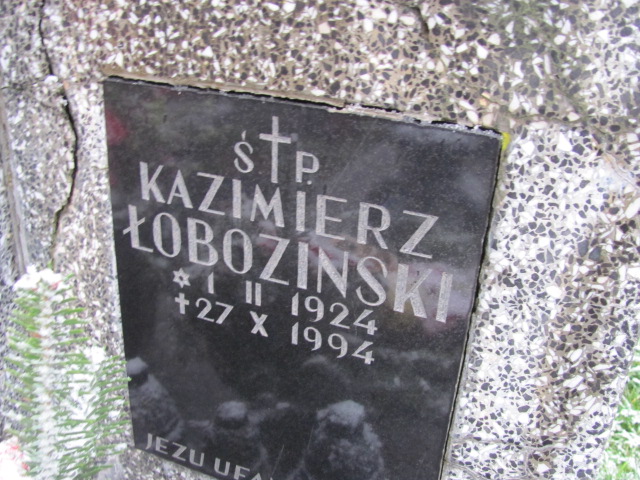 Ś P.
KAZIMIERZ
ŁOBOZINSKI
1 II 1924
27 X 1994
JEZU